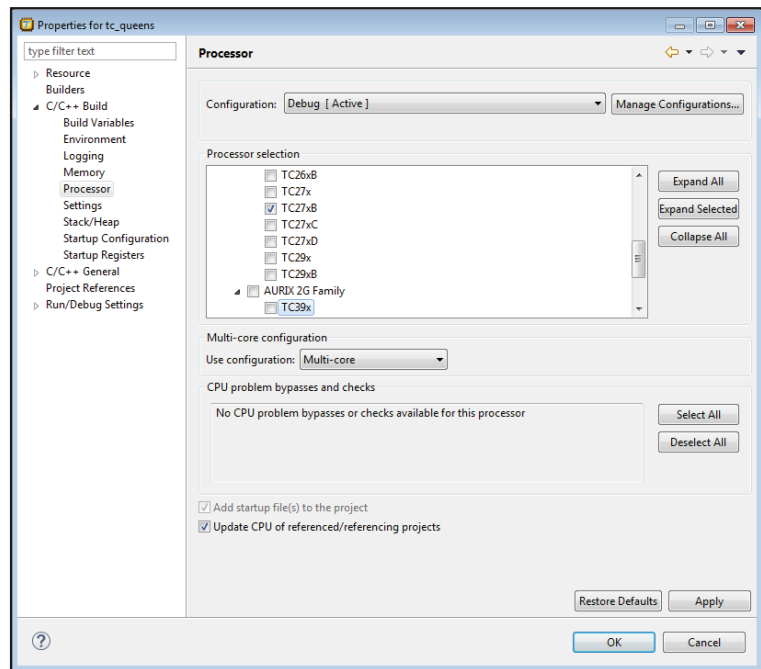 Properties for tc_queens
type filter text
Resource
Builders
C/C++ Build
Build Variables
Environment
Logging
Memory
Processor
Settings
Stack/Heap
Startup Configuration
Startup Registers
C/C++ General
Project References
Run/Debug Settings
Processor
Configuration: Debug [ Active ] Manage Configurations...
Processor selection
TC26xB
TC27x
TC27xB
TC27xC
TC27xD
TC29x
TC29xB
AURIX 2G Family
TC39x
Expand All
Expand Selected
Collapse All
Multi-core configuration
Use configuration: Multi-core
CPU problem bypasses and checks
No CPU problem bypasses or checks available for this processor
Select All
Deselect All
Add startup file(s) to the project
Update CPU of referenced/referencing projects
Restore Defaults Apply
? OK Cancel